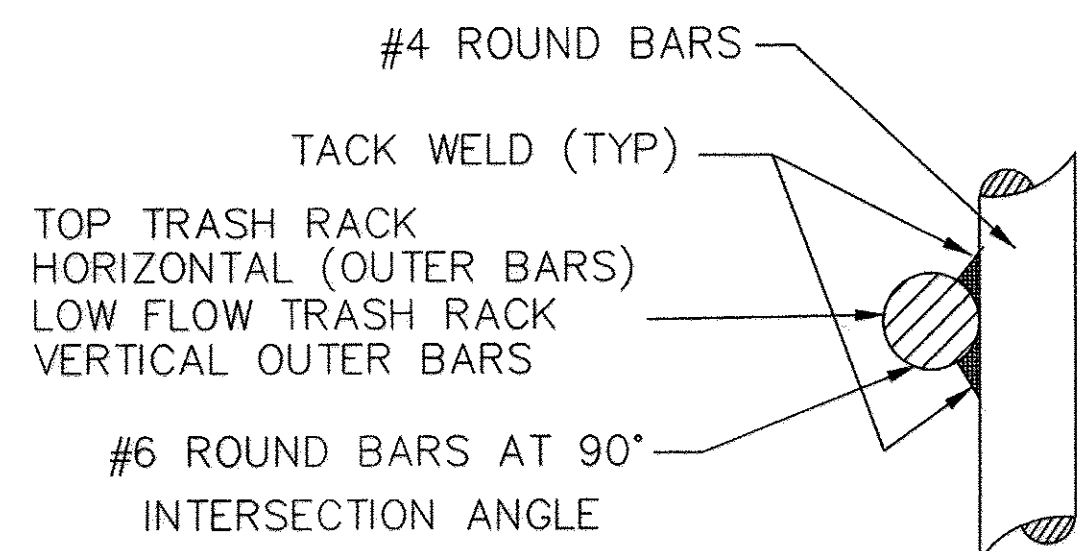 #4 ROUND BARS
TACK WELD (TYP)
TOP TRASH RACK
HORIZONTAL (OUTER BARS)
LOW FLOW TRASH RACK
VERTICAL OUTER BARS
#6 ROUND BARS AT 90°
INTERSECTION ANGLE